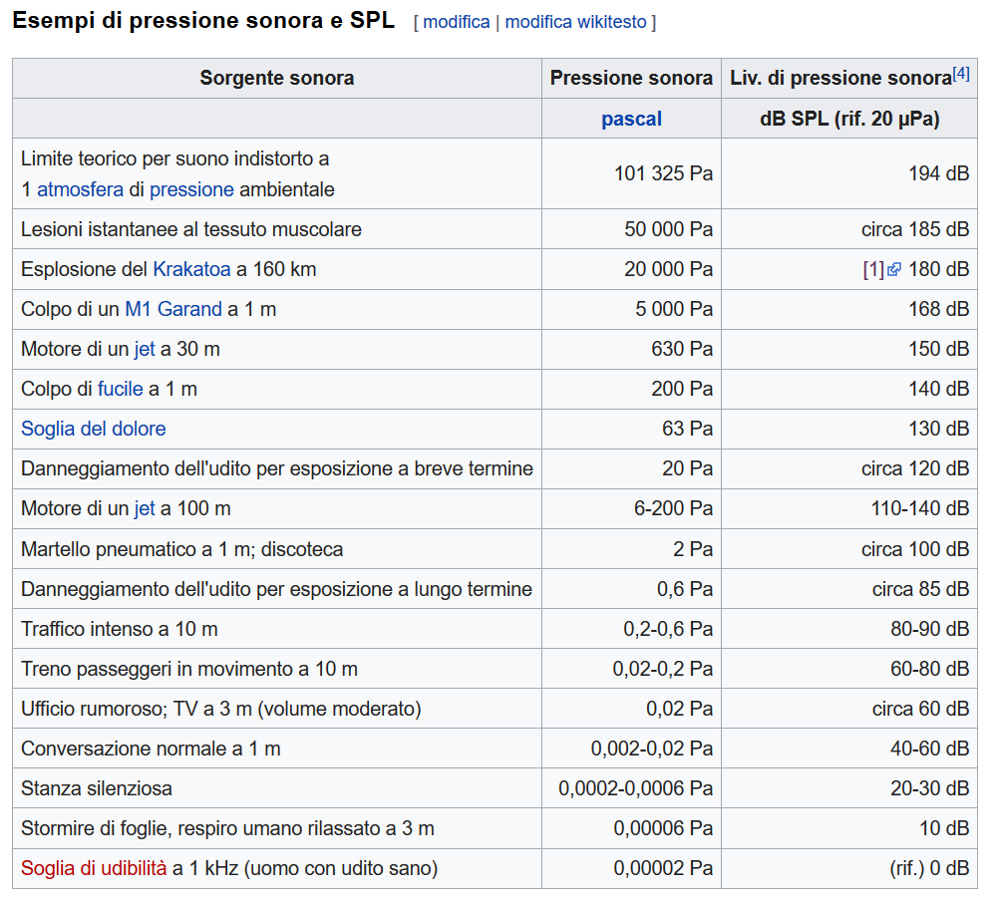 Esempi di pressione sonora e SPL [ modifica | modifica wikitesto ]
Sorgente sonora Pressione sonora Liv. di pressione sonora[4]
pascal dB SPL (rif. 20 µPa)
Limite teorico per suono indistorto a
1 atmosfera di pressione ambientale 101 325 Pa 194 dB
Lesioni istantanee al tessuto muscolare 50 000 Pa circa 185 dB
Esplosione del Krakatoa a 160 km 20 000 Pa [1] 180 dB
Colpo di un M1 Garand a 1 m 5 000 Pa 168 dB
Motore di un jet a 30 m 630 Pa 150 dB
Colpo di fucile a 1 m 200 Pa 140 dB
Soglia del dolore 63 Pa 130 dB
Danneggiamento dell'udito per esposizione a breve termine 20 Pa circa 120 dB
Motore di un jet a 100 m 6-200 Pa 110-140 dB
Martello pneumatico a 1 m; discoteca 2 Pa circa 100 dB
Danneggiamento dell'udito per esposizione a lungo termine 0,6 Pa circa 85 dB
Traffico intenso a 10 m 0,2-0,6 Pa 80-90 dB
Treno passeggeri in movimento a 10 m 0,02-0,2 Pa 60-80 dB
Ufficio rumoroso; TV a 3 m (volume moderato) 0,02 Pa circa 60 dB
Conversazione normale a 1 m 0,002-0,02 Pa 40-60 dB
Stanza silenziosa 0,0002-0,0006 Pa 20-30 dB
Stormire di foglie, respiro umano rilassato a 3 m 0,00006 Pa 10 dB
Soglia di udibilità a 1 kHz (uomo con udito sano) 0,00002 Pa (rif.) 0 dB